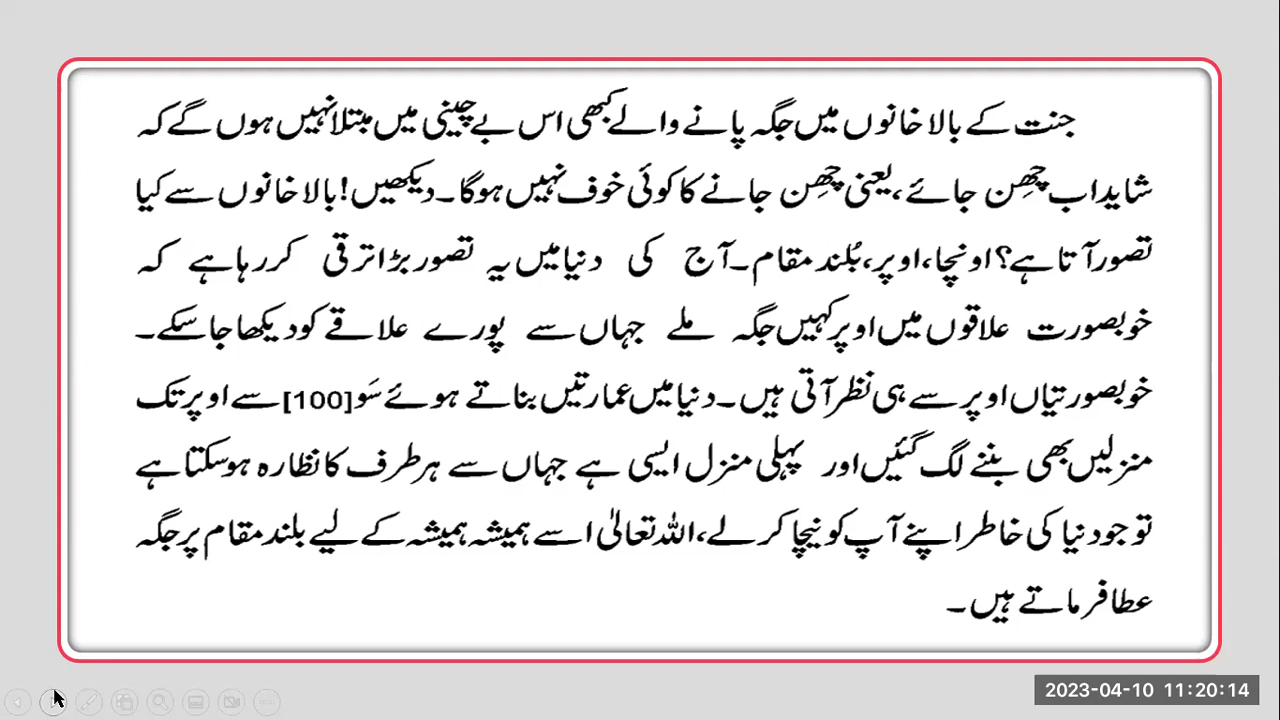 جنت کے بالاخانوں میں جگہ پانے والے کبھی اس بے چینی میں مبتلا نہیں ہوں گے کہ
شاید اب چھِن جائے، یعنی چھِن جانے کا کوئی خوف نہیں ہوگا۔ دیکھیں! بالاخانوں سے کیا
تصور آتا ہے؟ اونچا، اوپر، بُلند مقام۔ آج کی دنیا میں یہ تصور بڑا ترقی کر رہا ہے کہ
خوبصورت علاقوں میں اوپر کہیں جگہ ملے جہاں سے پورے علاقے کو دیکھا جا سکے۔
خوبصورتیاں اوپر سے ہی نظر آتی ہیں۔ دنیا میں عمارتیں بناتے ہوئے سَو [100] سے اوپر تک
منزلیں بھی بننے لگ گئیں اور پہلی منزل ایسی ہے جہاں سے ہر طرف کا نظارہ ہو سکتا ہے
تو جو دنیا کی خاطر اپنے آپ کو نیچا کر لے، اللہ تعالیٰ اسے ہمیشہ ہمیشہ کے لیے بلند مقام پر جگہ
عطا فرماتے ہیں۔
2023-04-10 11:20:14